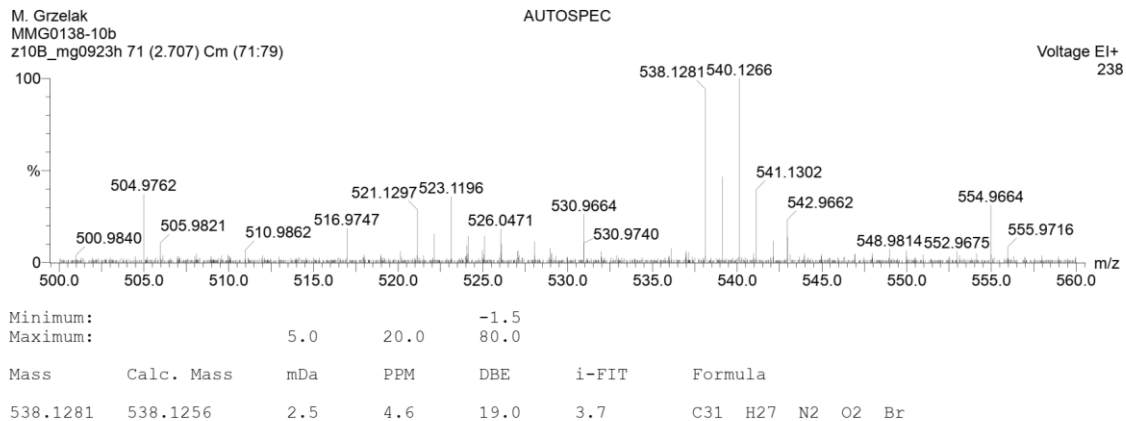 M. Grzelak AUTOSPEC
MMG0138-10b
z10B_mg0923h 71 (2.707) Cm (71:79) Voltage EI+
238
100
%
0
500.9840 504.9762 505.9821 510.9862 516.9747 521.1297 523.1196 526.0471 530.9664 530.9740 538.1281 540.1266 541.1302 542.9662 548.9814 552.9675 554.9664 555.9716
m/z
500.0 505.0 510.0 515.0 520.0 525.0 530.0 535.0 540.0 545.0 550.0 555.0 560.0
Minimum: -1.5
Maximum: 5.0 20.0 80.0
Mass Calc. Mass mDa PPM DBE i-FIT Formula
538.1281 538.1256 2.5 4.6 19.0 3.7 C31 H27 N2 O2 Br